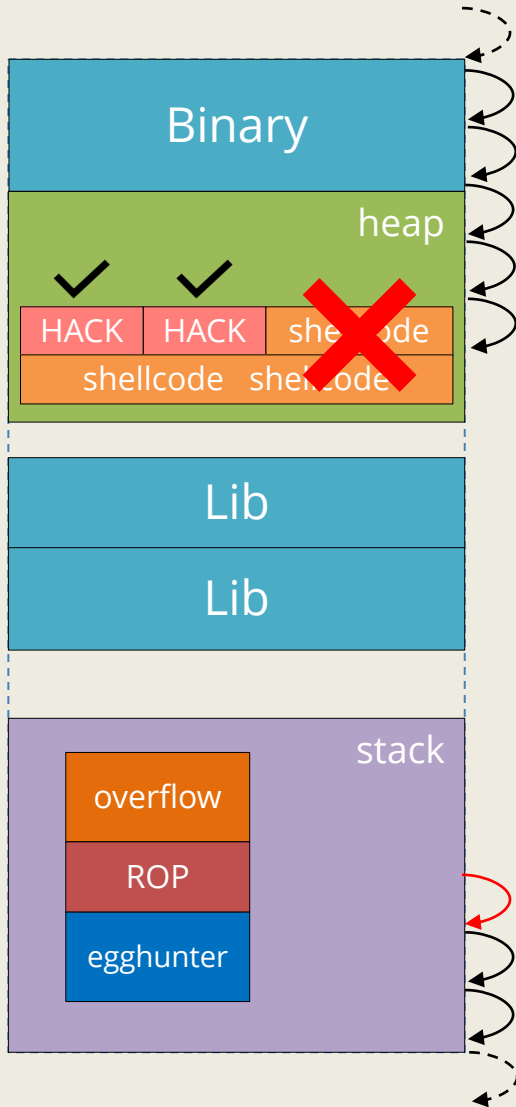 Binary
heap
HACK HACK shellcode
shellcode shellcode
Lib
Lib
stack
overflow
ROP
egghunter